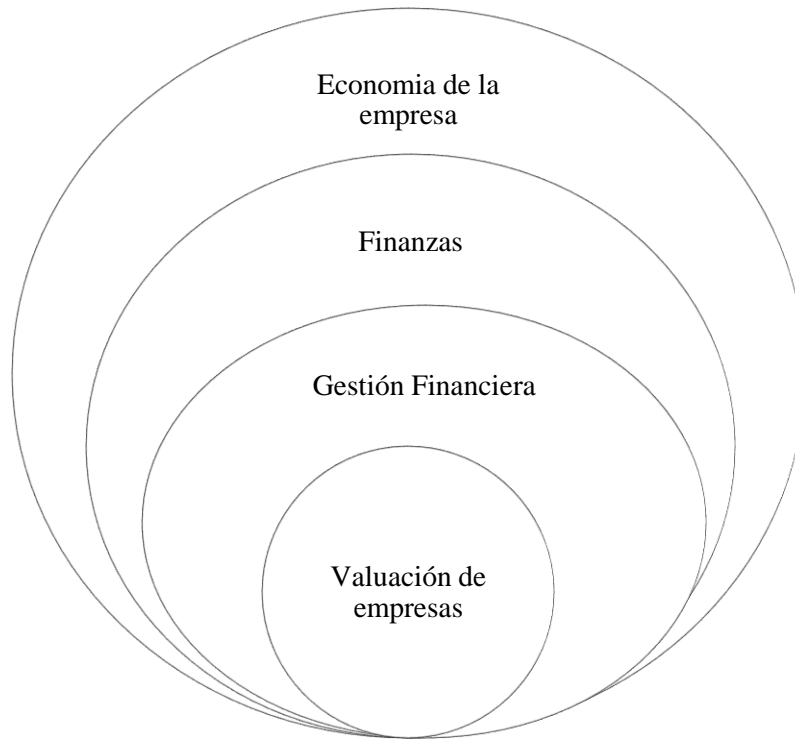 Economia de la
empresa
Finanzas
Gestión Financiera
Valuación de
empresas